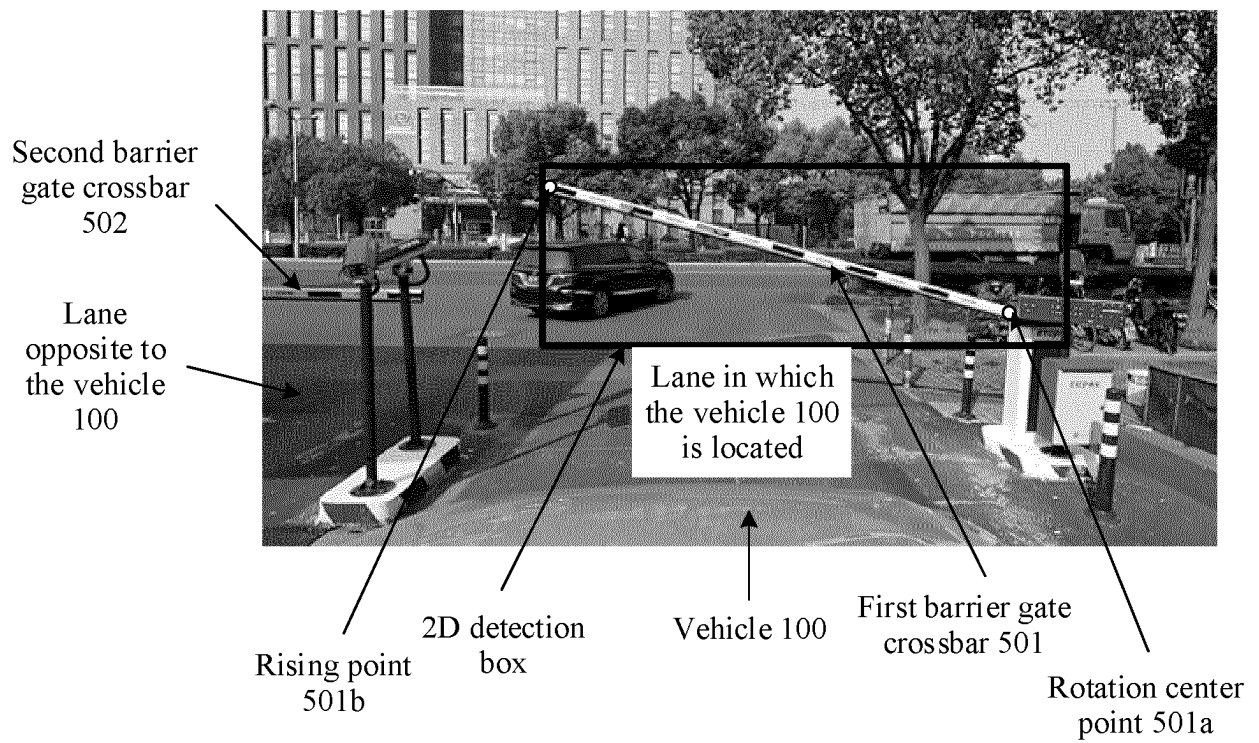 Second barrier
gate crossbar
502
Lane
opposite to
the vehicle
100
Lane in which
the vehicle 100
is located
Rising point
501b
2D detection
box
Vehicle 100
First barrier gate
crossbar 501
Rotation center
point 501a